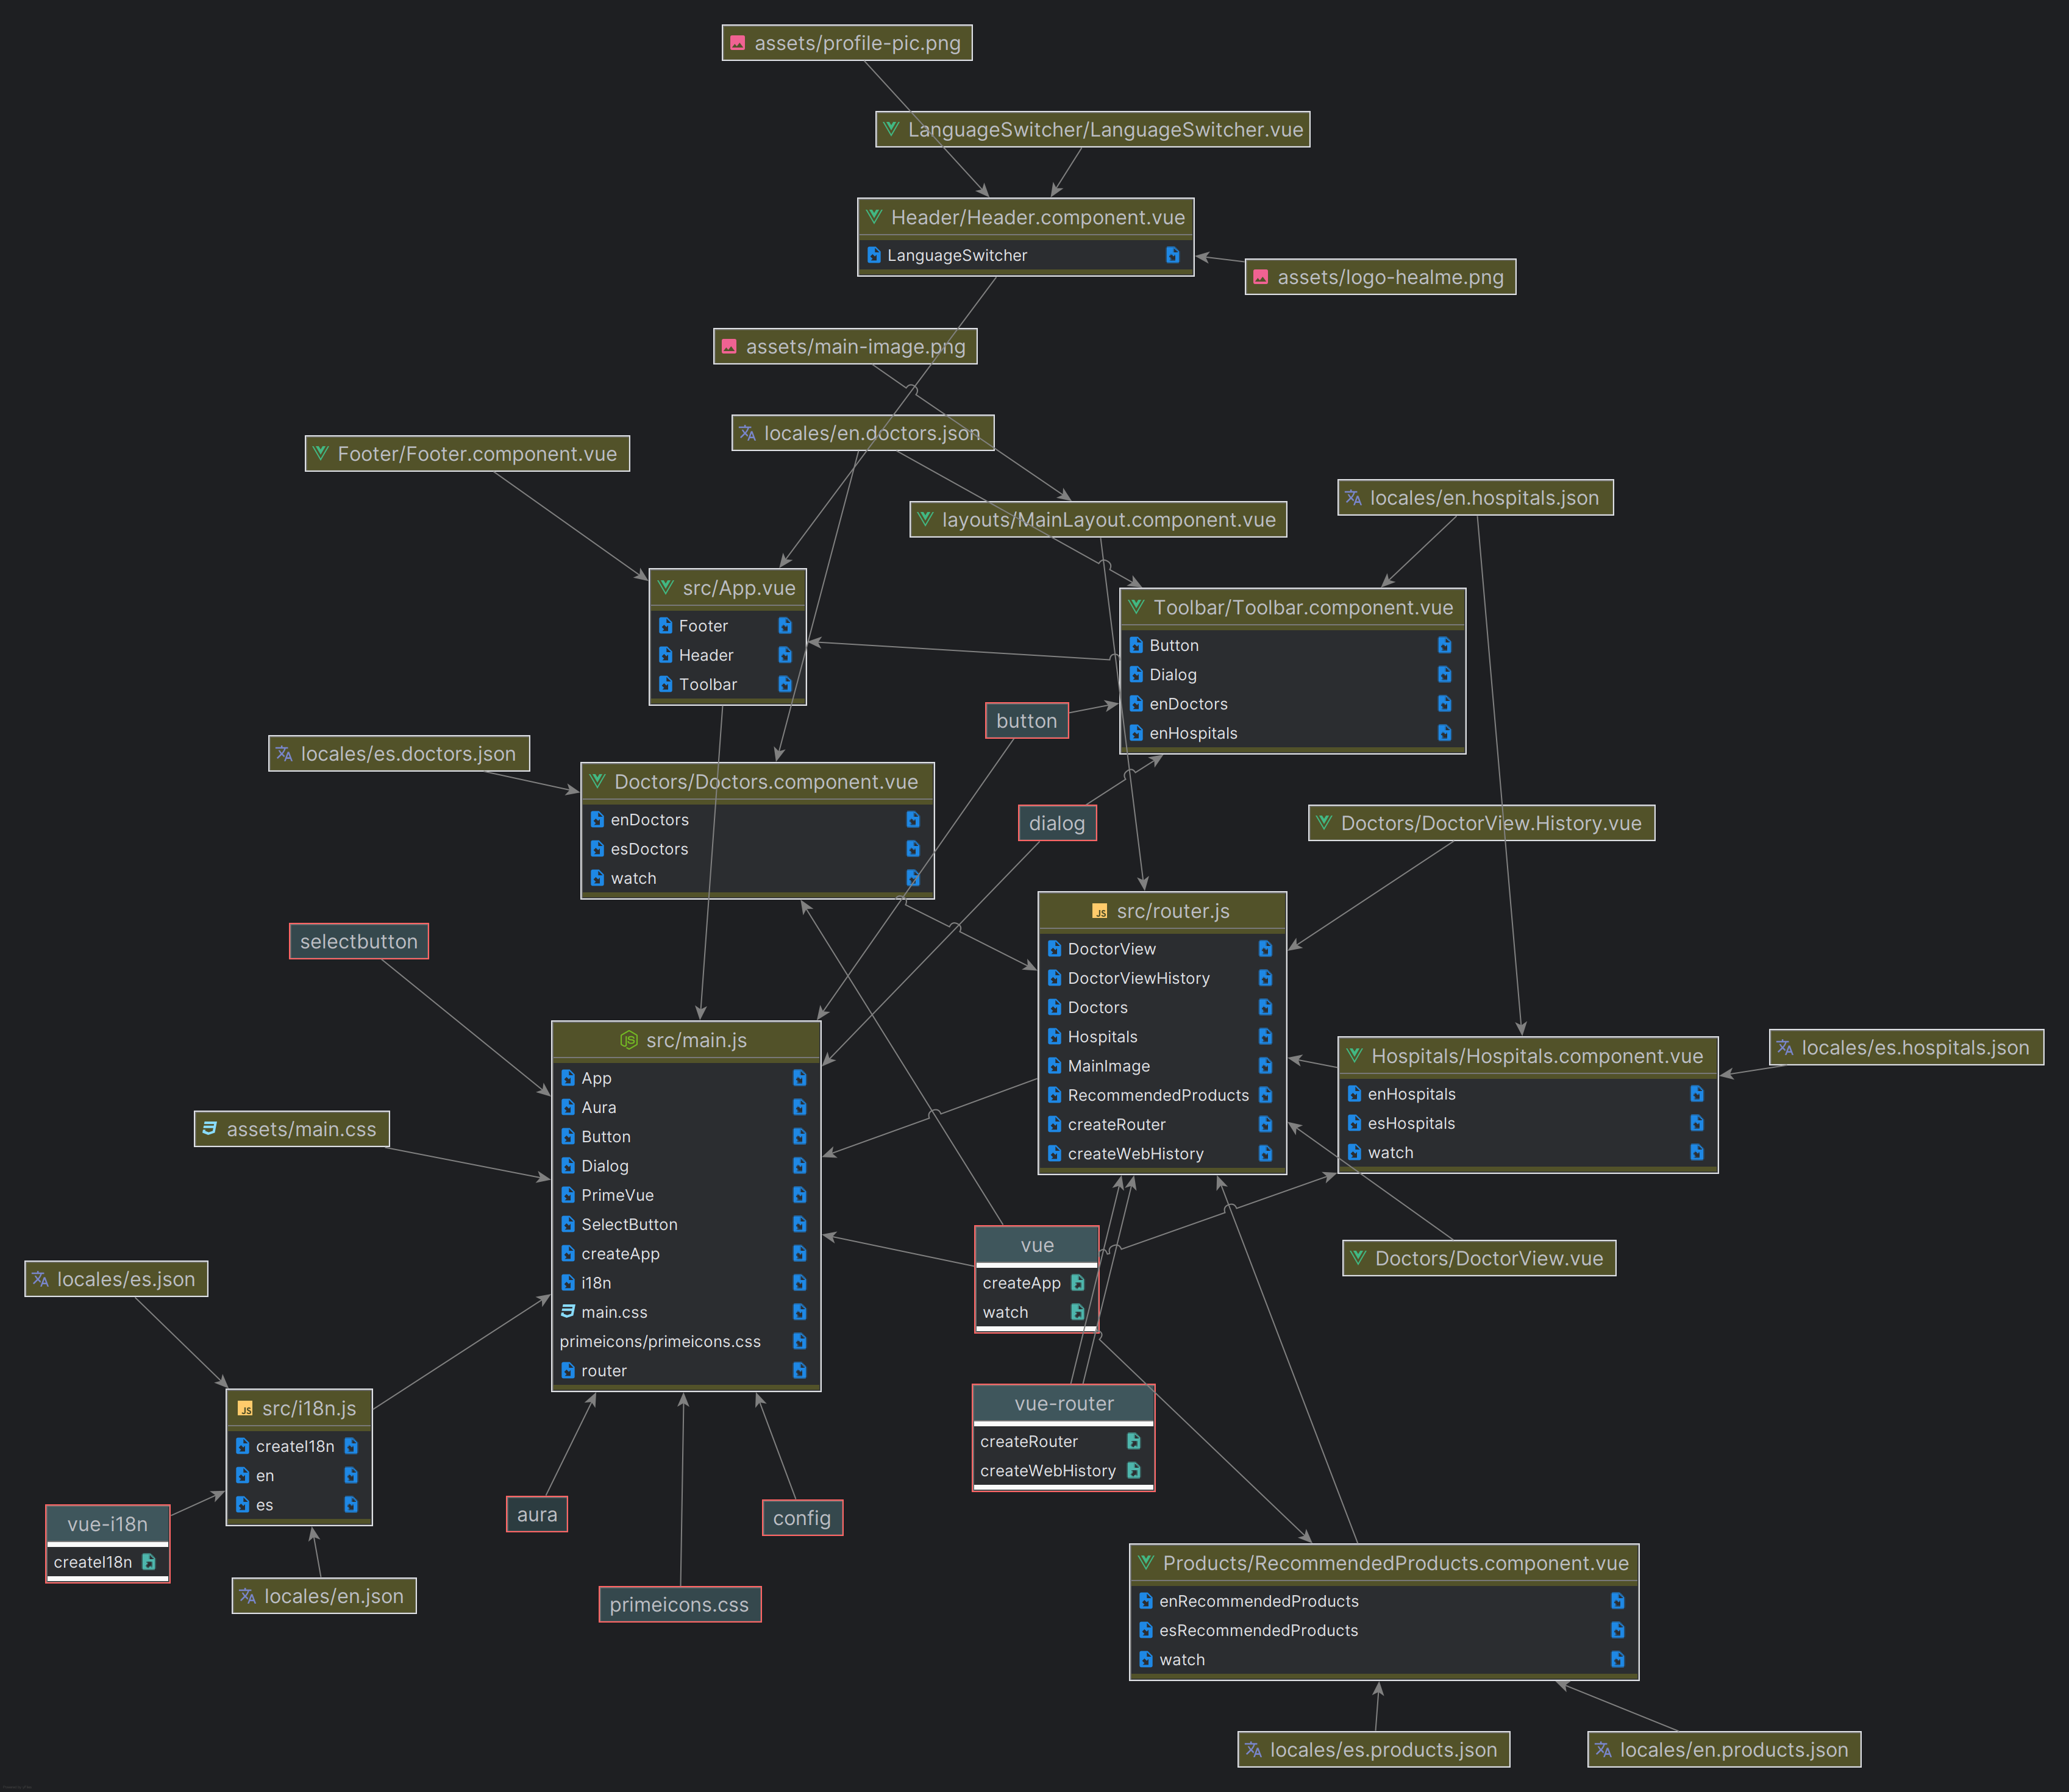 assets/profile-pic.png
LanguageSwitcher/LanguageSwitcher.vue
Header/Header.component.vue
LanguageSwitcher
assets/logo-healme.png
assets/main-image.png
locales/en.doctors.json
Footer/Footer.component.vue
locales/en.hospitals.json
layouts/MainLayout.component.vue
src/App.vue
Footer
Header
Toolbar
Toolbar/Toolbar.component.vue
Button
Dialog
enDoctors
enHospitals
button
locales/es.doctors.json
Doctors/Doctors.component.vue
enDoctors
esDoctors
watch
dialog
Doctors/DoctorView.History.vue
selectbutton
src/router.js
DoctorView
DoctorViewHistory
Doctors
Hospitals
MainImage
RecommendedProducts
createRouter
createWebHistory
src/main.js
App
Aura
Button
Dialog
PrimeVue
SelectButton
createApp
i18n
main.css
primeicons/primeicons.css
router
Hospitals/Hospitals.component.vue
enHospitals
esHospitals
watch
locales/es.hospitals.json
assets/main.css
vue
createApp
watch
Doctors/DoctorView.vue
locales/es.json
src/i18n.js
createI18n
en
es
vue-router
createRouter
createWebHistory
vue-i18n
createI18n
aura
config
locales/en.json
primeicons.css
Products/RecommendedProducts.component.vue
enRecommendedProducts
esRecommendedProducts
watch
locales/es.products.json
locales/en.products.json